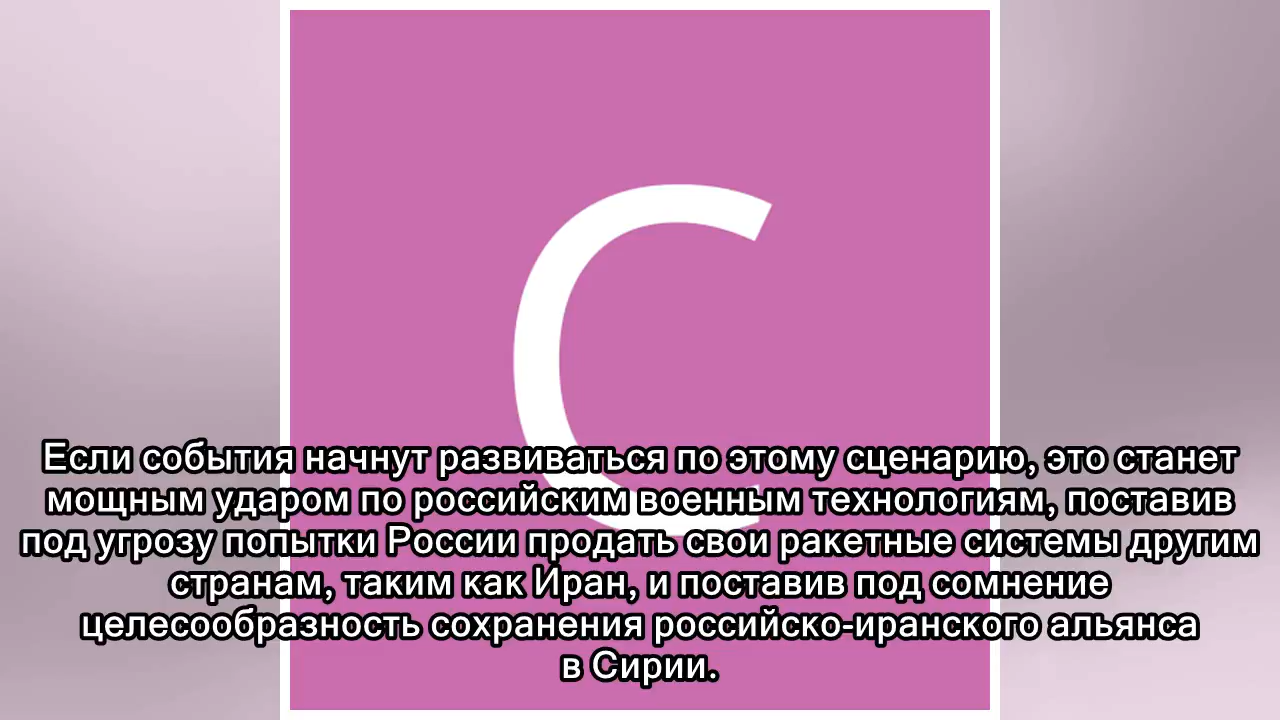 С
Если события начнут развиваться по этому сценарию, это станет
мощным ударом по российским военным технологиям, поставив
под угрозу попытки России продать свои ракетные системы другим
странам, таким как Иран, и поставив под сомнение
целесообразность сохранения российско-иранского альянса
в Сирии.